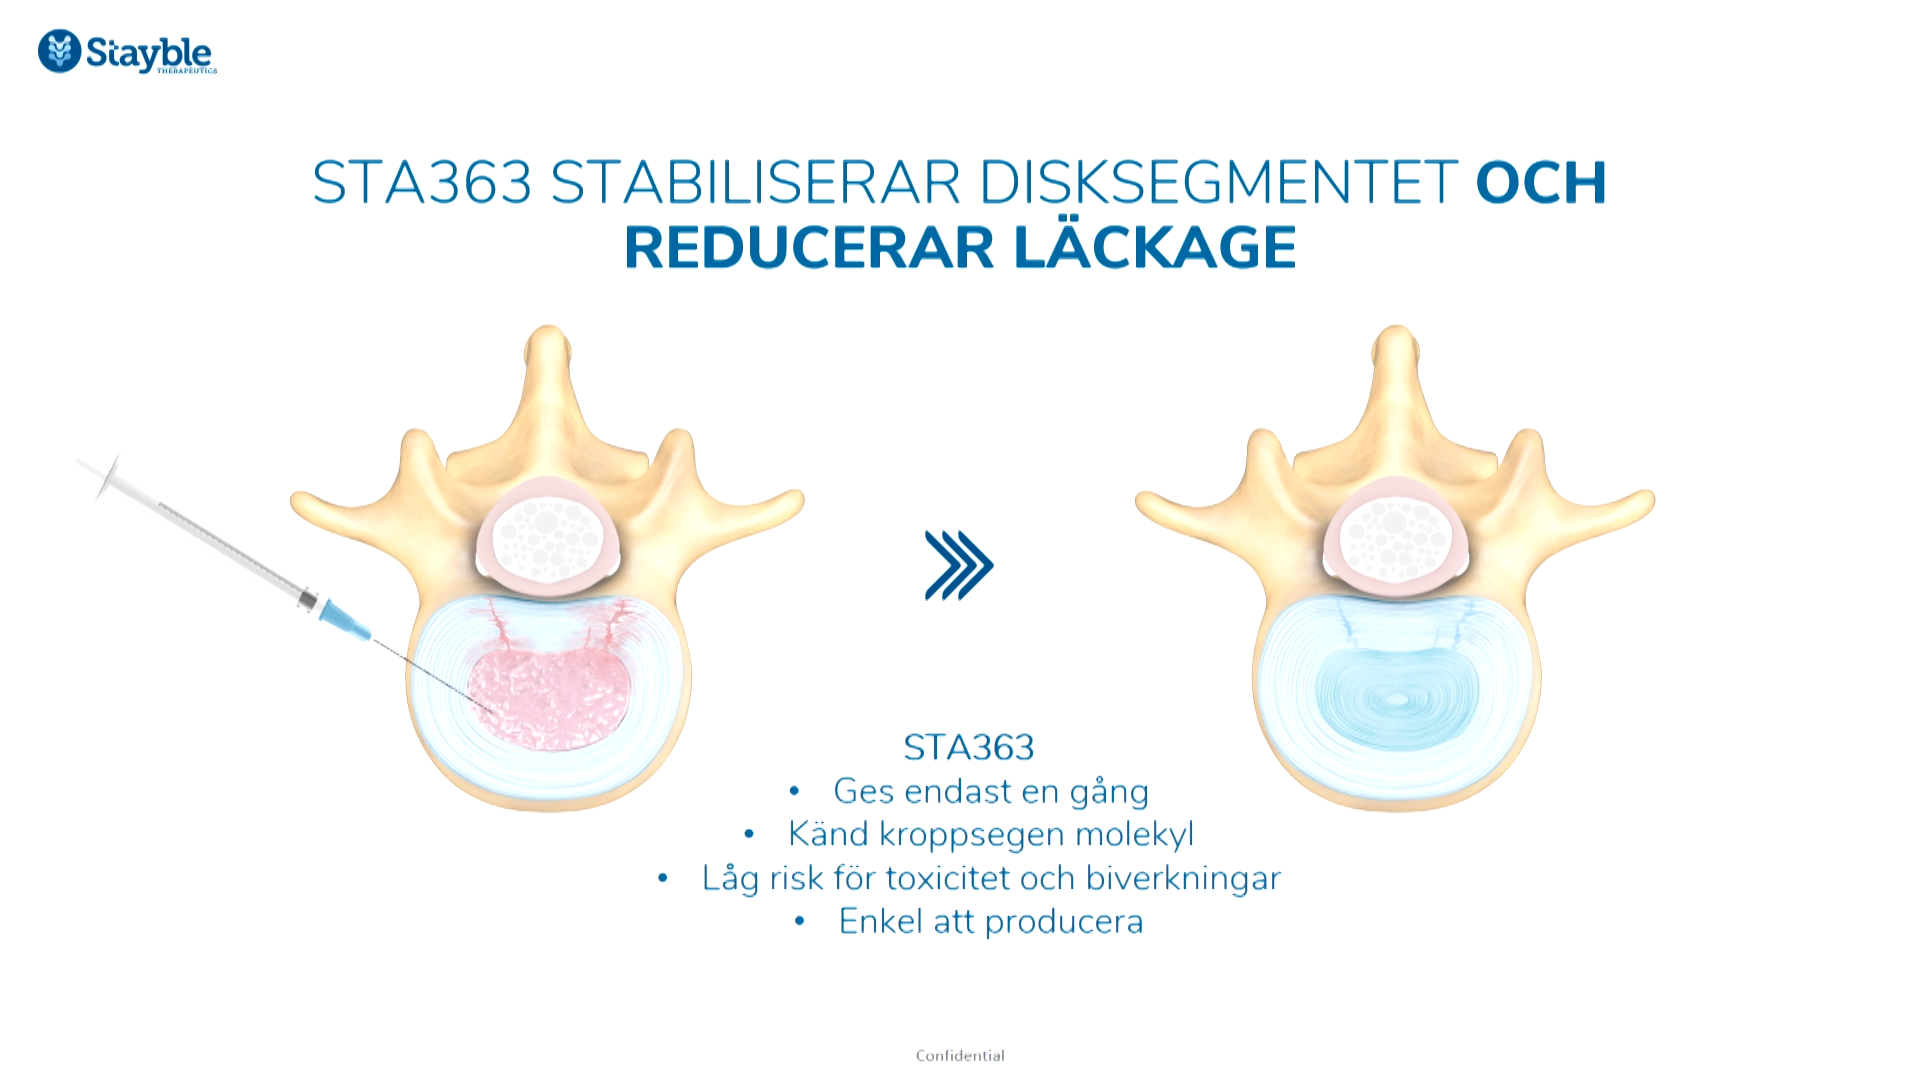 Stayble
THERAPEUTICS
STA363 STABILISERAR DISKSEGMENTET OCH
REDUCERAR LÄCKAGE
STA363
• Ges endast en gång
• Känd kroppsegen molekyl
• Låg risk för toxicitet och biverkningar
• Enkel att producera
Confidential